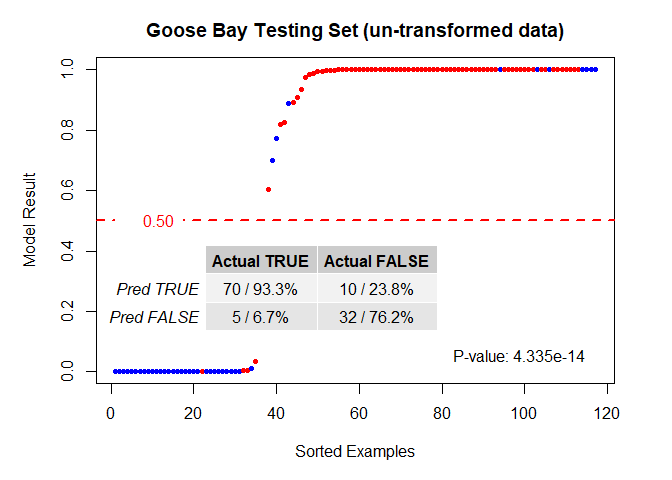 Goose Bay Testing Set (un-transformed data)
1.0
0.8
0.6
0.4
0.2
0.0
Model Result
0.50
Actual TRUE Actual FALSE
Pred TRUE 70 / 93.3% 10 / 23.8%
Pred FALSE 5 / 6.7% 32 / 76.2%
P-value: 4.335e-14
0 20 40 60 80 100 120
Sorted Examples